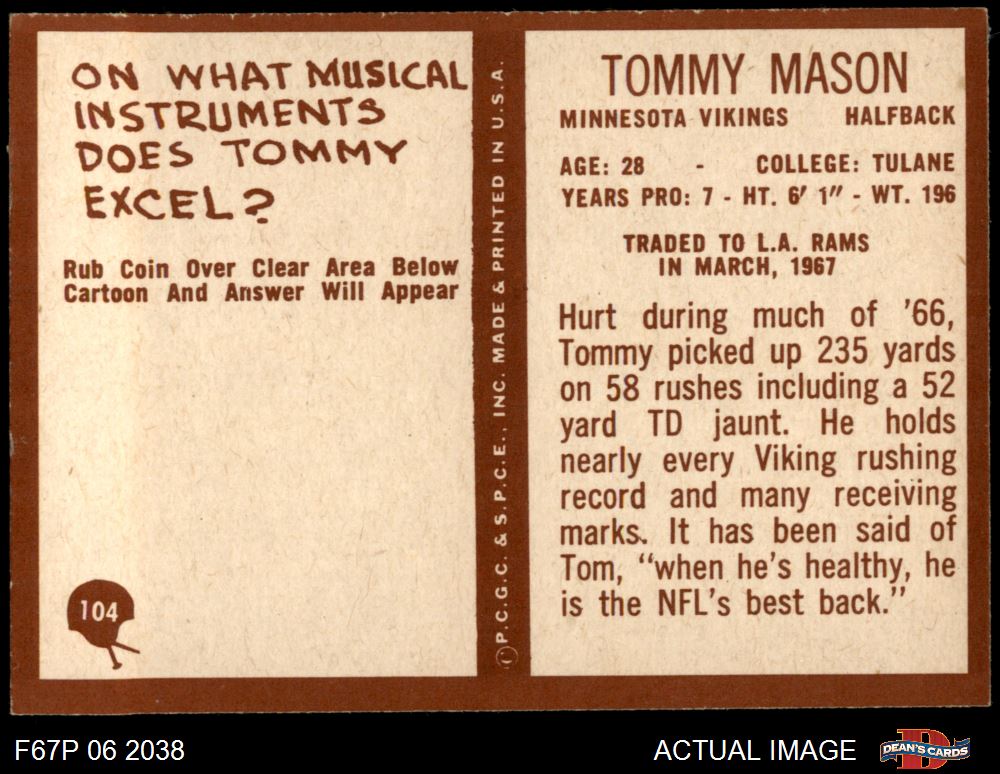 ON WHAT MUSICAL
INSTRUMENTS
DOES TOMMY
EXCEL?
Rub Coin Over Clear Area Below
Cartoon And Answer Will Appear
104
© P.C.G.C. & S.P.C.E., INC. MADE & PRINTED IN U.S.A.
TOMMY MASON
MINNESOTA VIKINGS HALFBACK
AGE: 28 - COLLEGE: TULANE
YEARS PRO: 7 - HT. 6' 1" - WT. 196
TRADED TO L.A. RAMS
IN MARCH, 1967
Hurt during much of '66,
Tommy picked up 235 yards
on 58 rushes including a 52
yard TD jaunt. He holds
nearly every Viking rushing
record and many receiving
marks. It has been said of
Tom, "when he's healthy, he
is the NFL's best back."
F67P 06 2038
ACTUAL IMAGE
DEAN'S CARDS